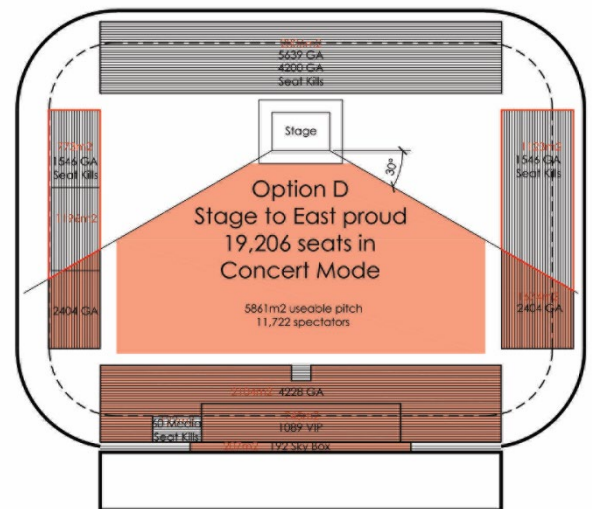 5639 GA
4200 GA
Seat Kills
Stage
30°
1546 GA
Seat Kills
1546 GA
Seat Kills
Option D
Stage to East proud
19,206 seats in
Concert Mode
5861m2 useable pitch
11,722 spectators
2404 GA
2404 GA
4228 GA
60 Media
Seat Kills
1089 VIP
192 Sky Box